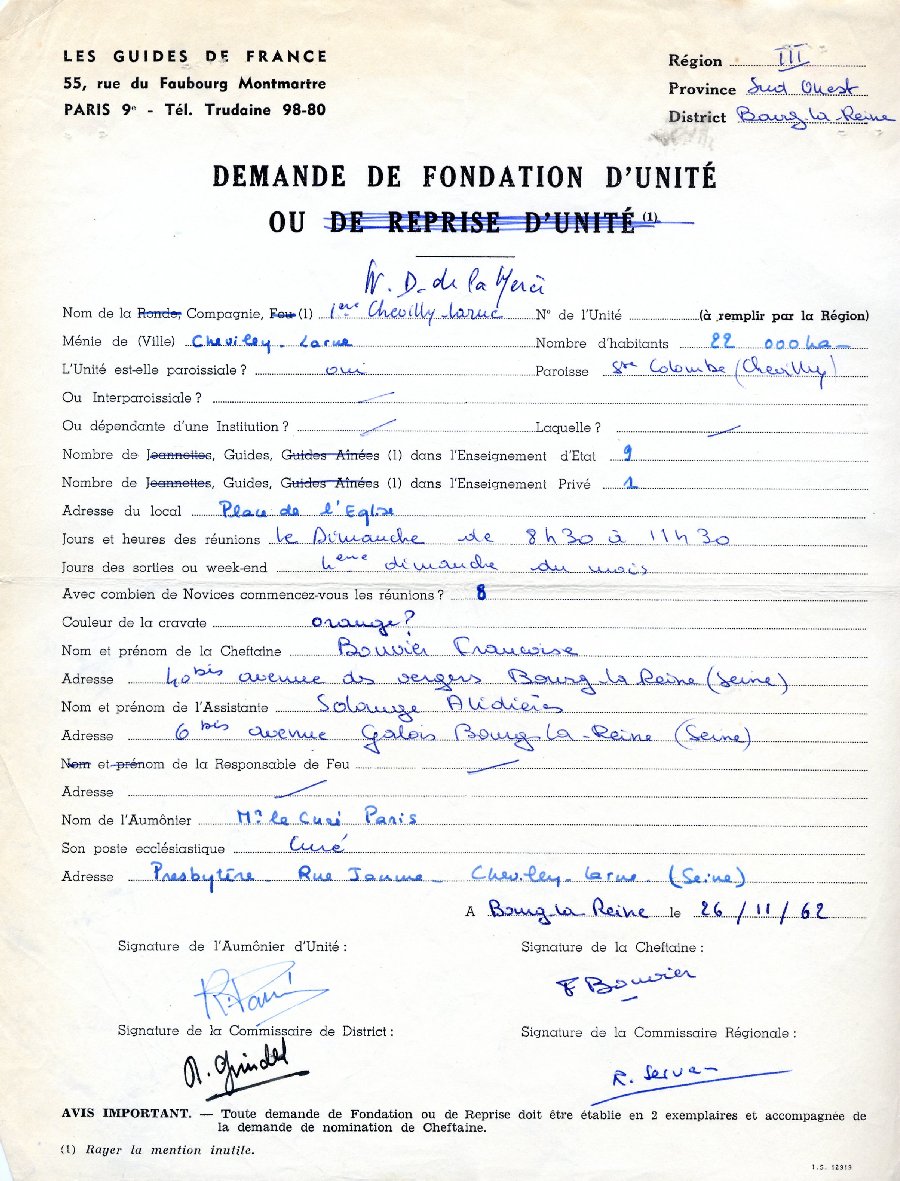 LES GUIDES DE FRANCE
55, rue du Faubourg Montmartre
PARIS 9e - Tél. Trudaine 98-80
Région III
Province Sud Ouest
District Bourg-la-Reine
DEMANDE DE FONDATION D'UNITÉ
OU DE REPRISE D'UNITÉ (1)
N. D. de la Merci
Nom de la Ronde, Compagnie, Feu (1) 1ère Chevilly-Larue N° de l'Unité (à remplir par la Région)
Ménie de (Ville) Chevilly-Larue Nombre d'habitants 22 000 ha
L'Unité est-elle paroissiale ? oui Paroisse Ste Colombe (Chevilly)
Ou Interparoissiale ?
Ou dépendante d'une Institution ? Laquelle ?
Nombre de Jeannettes, Guides, Guides Aînées (1) dans l'Enseignement d'Etat 9
Nombre de Jeannettes, Guides, Guides Aînées (1) dans l'Enseignement Privé 1
Adresse du local Place de l'Eglise
Jours et heures des réunions le Dimanche de 8h30 à 11h30
Jours des sorties ou week-end 4ème dimanche du mois
Avec combien de Novices commencez-vous les réunions ? 8
Couleur de la cravate orange?
Nom et prénom de la Cheftaine Bouvier Francoise
Adresse 40 bis avenue des vergers Bourg-la-Reine (Seine)
Nom et prénom de l'Assistante Solange Alidières
Adresse 6 bis avenue Galois Bourg-la-Reine (Seine)
Nom et prénom de la Responsable de Feu
Adresse
Nom de l'Aumônier Mr le Curé Paris
Son poste ecclésiastique Curé
Adresse Presbytère - Rue Jaume - Chevilly-Larue (Seine)
A Bourg-la-Reine le 26/11/62
Signature de l'Aumônier d'Unité :
Signature de la Cheftaine :
F Bouvier
Signature de la Commissaire de District :
Signature de la Commissaire Régionale :
AVIS IMPORTANT. — Toute demande de Fondation ou de Reprise doit être établie en 2 exemplaires et accompagnée de
la demande de nomination de Cheftaine.
(1) Rayer la mention inutile.